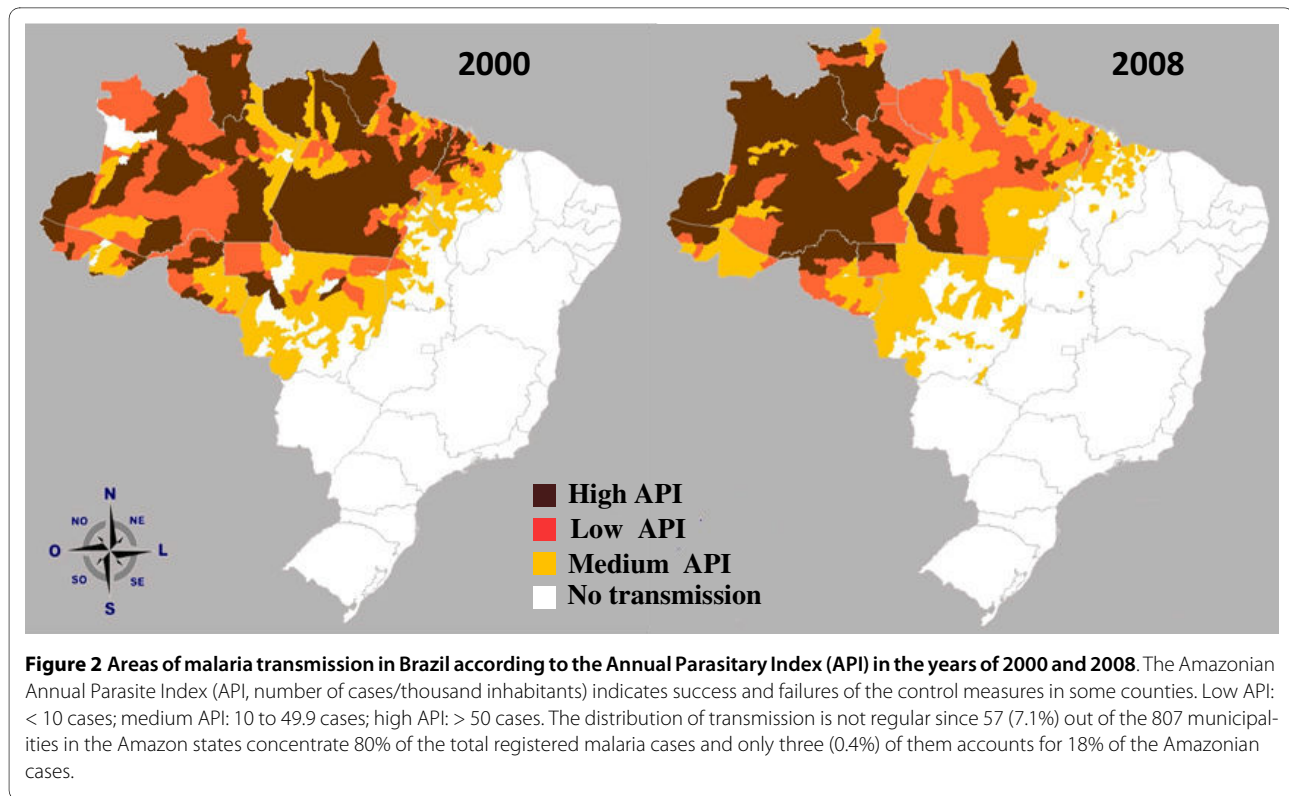 2000
2008
N
NO
NE
O
L
SO
SE
S
High API
Low API
Medium API
No transmission
Figure 2 Areas of malaria transmission in Brazil according to the Annual Parasitary Index (API) in the years of 2000 and 2008. The Amazonian
Annual Parasite Index (API, number of cases/thousand inhabitants) indicates success and failures of the control measures in some counties. Low API:
< 10 cases; medium API: 10 to 49.9 cases; high API: > 50 cases. The distribution of transmission is not regular since 57 (7.1%) out of the 807 municipal-
ities in the Amazon states concentrate 80% of the total registered malaria cases and only three (0.4%) of them accounts for 18% of the Amazonian
cases.